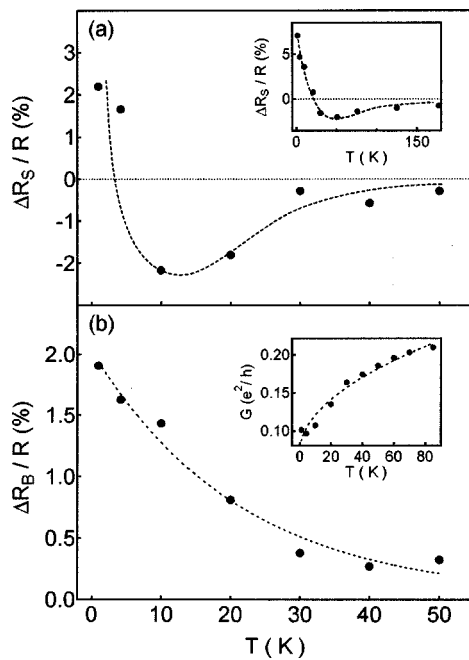 (a)
ΔR_S / R (%)
3
2
1
0
-1
-2
ΔR_S / R (%)
5
0
0
150
T ( K )
(b)
ΔR_B / R (%)
2.0
1.5
1.0
0.5
0.0
G (e²/ h)
0.20
0.15
0.10
0 20 40 60 80
T ( K )
0 10 20 30 40 50
T ( K )